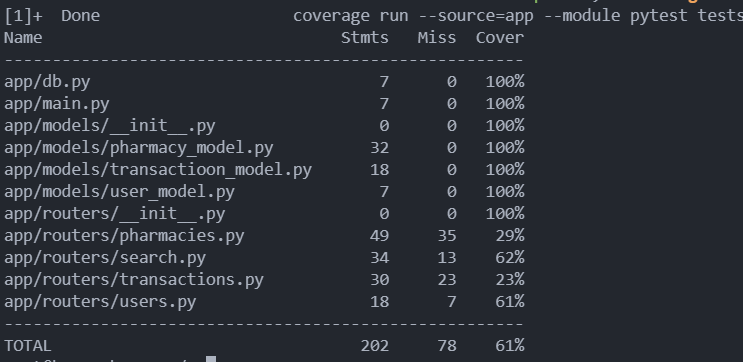 [1]+  Done                    coverage run --source=app --module pytest tests
Name                              Stmts   Miss  Cover
-----------------------------------------------------
app/db.py                             7      0   100%
app/main.py                           7      0   100%
app/models/__init__.py                0      0   100%
app/models/pharmacy_model.py         32      0   100%
app/models/transactioon_model.py     18      0   100%
app/models/user_model.py              7      0   100%
app/routers/__init__.py               0      0   100%
app/routers/pharmacies.py            49     35    29%
app/routers/search.py                34     13    62%
app/routers/transactions.py          30     23    23%
app/routers/users.py                 18      7    61%
-----------------------------------------------------
TOTAL                               202     78    61%